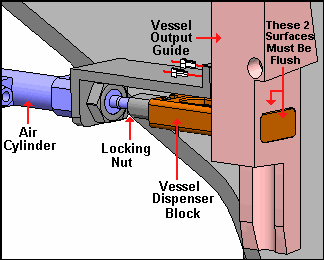 Vessel
Output
Guide
These 2
Surfaces
Must Be
Flush
Air
Cylinder
Locking
Nut
Vessel
Dispenser
Block